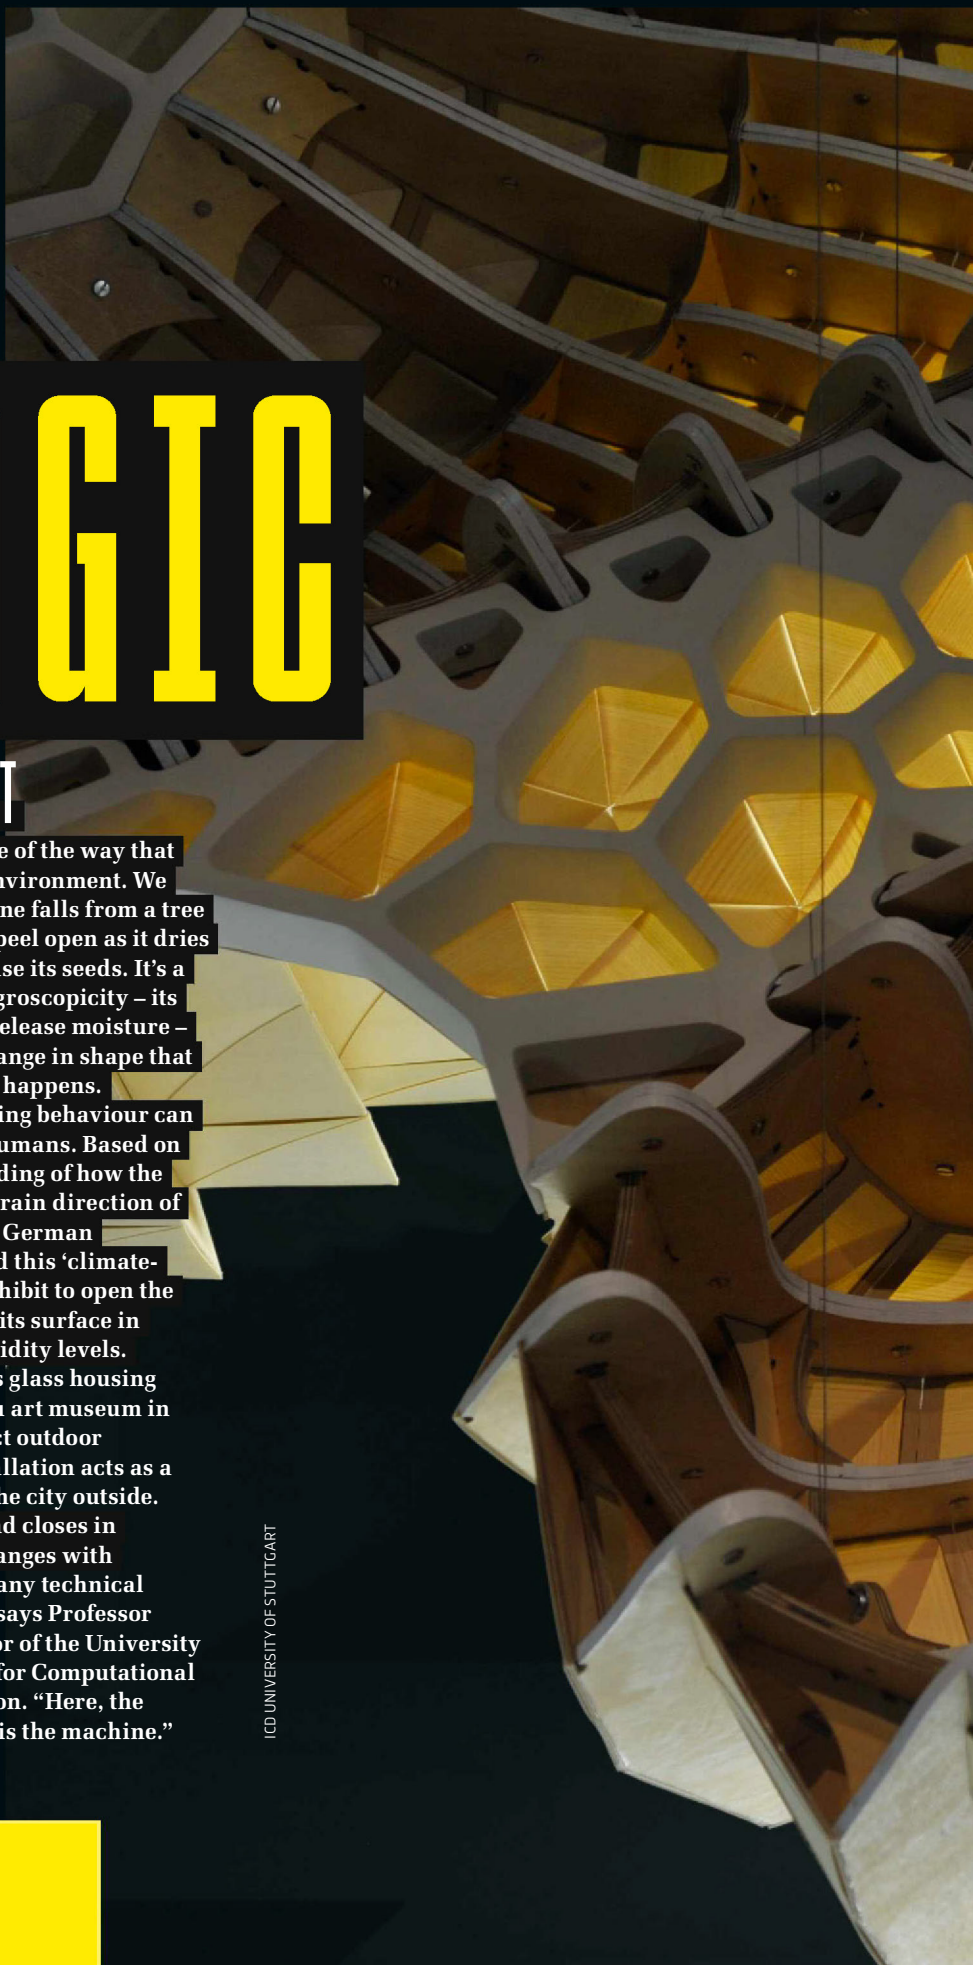 GIC
T
e of the way that
nvironment. We
ne falls from a tree
peel open as it dries
se its seeds. It’s a
groscopicity – its
elease moisture –
ange in shape that
happens.
ing behaviour can
umans. Based on
ding of how the
rain direction of
German
d this ‘climate-
hibit to open the
its surface in
idity levels.
s glass housing
u art museum in
ct outdoor
llation acts as a
he city outside.
nd closes in
anges with
any technical
says Professor
or of the University
for Computational
on. “Here, the
is the machine.”
ICD UNIVERSITY OF STUTTGART